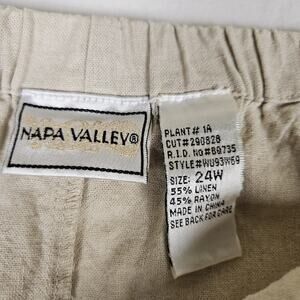 NAPA VALLEY®
PLANT# 1A
CUT#290828
R.I.D. NO#89735
STYLE#WU93W69
SIZE: 24W
55% LINEN
45% RAYON
MADE IN CHINA
SEE BACK FOR CARE